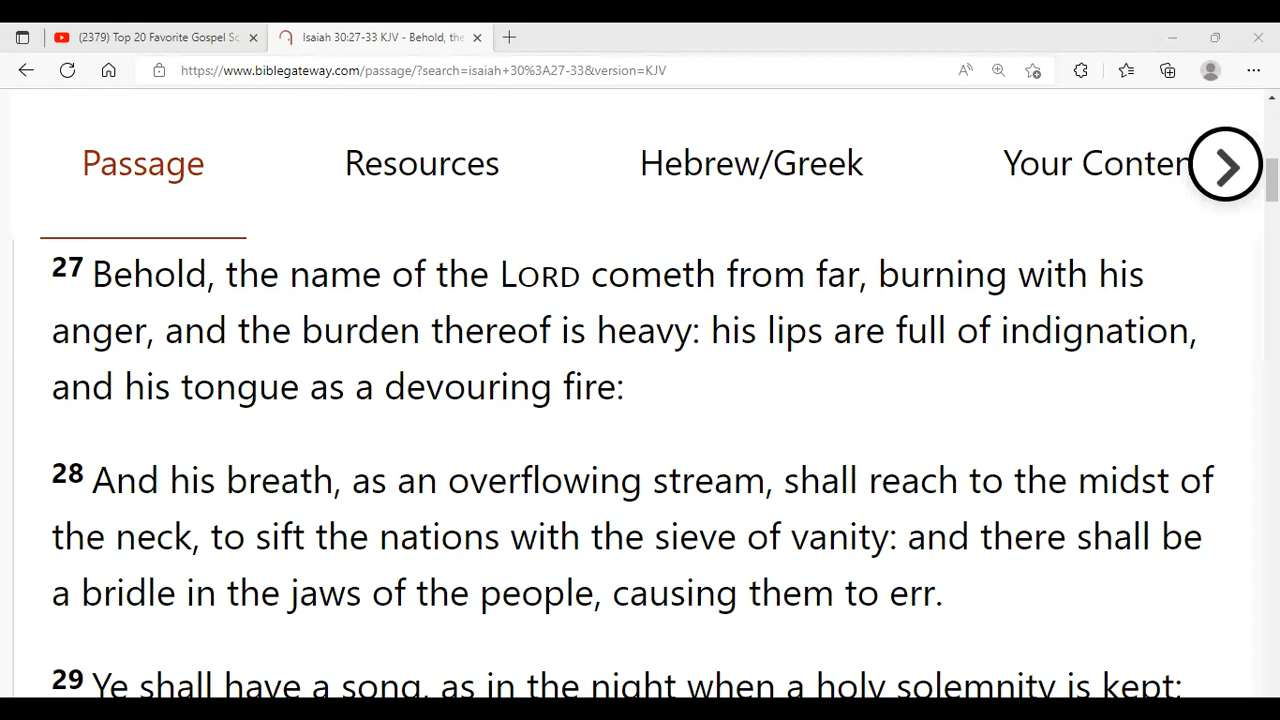 (2379) Top 20 Favorite Gospel Sc
Isaiah 30:27-33 KJV - Behold, the
https://www.biblegateway.com/passage/?search=isaiah+30%3A27-33&version=KJV
Passage Resources Hebrew/Greek Your Conten
27 Behold, the name of the LORD cometh from far, burning with his
anger, and the burden thereof is heavy: his lips are full of indignation,
and his tongue as a devouring fire:
28 And his breath, as an overflowing stream, shall reach to the midst of
the neck, to sift the nations with the sieve of vanity: and there shall be
a bridle in the jaws of the people, causing them to err.
29 Ye shall have a song, as in the night when a holy solemnity is kept;